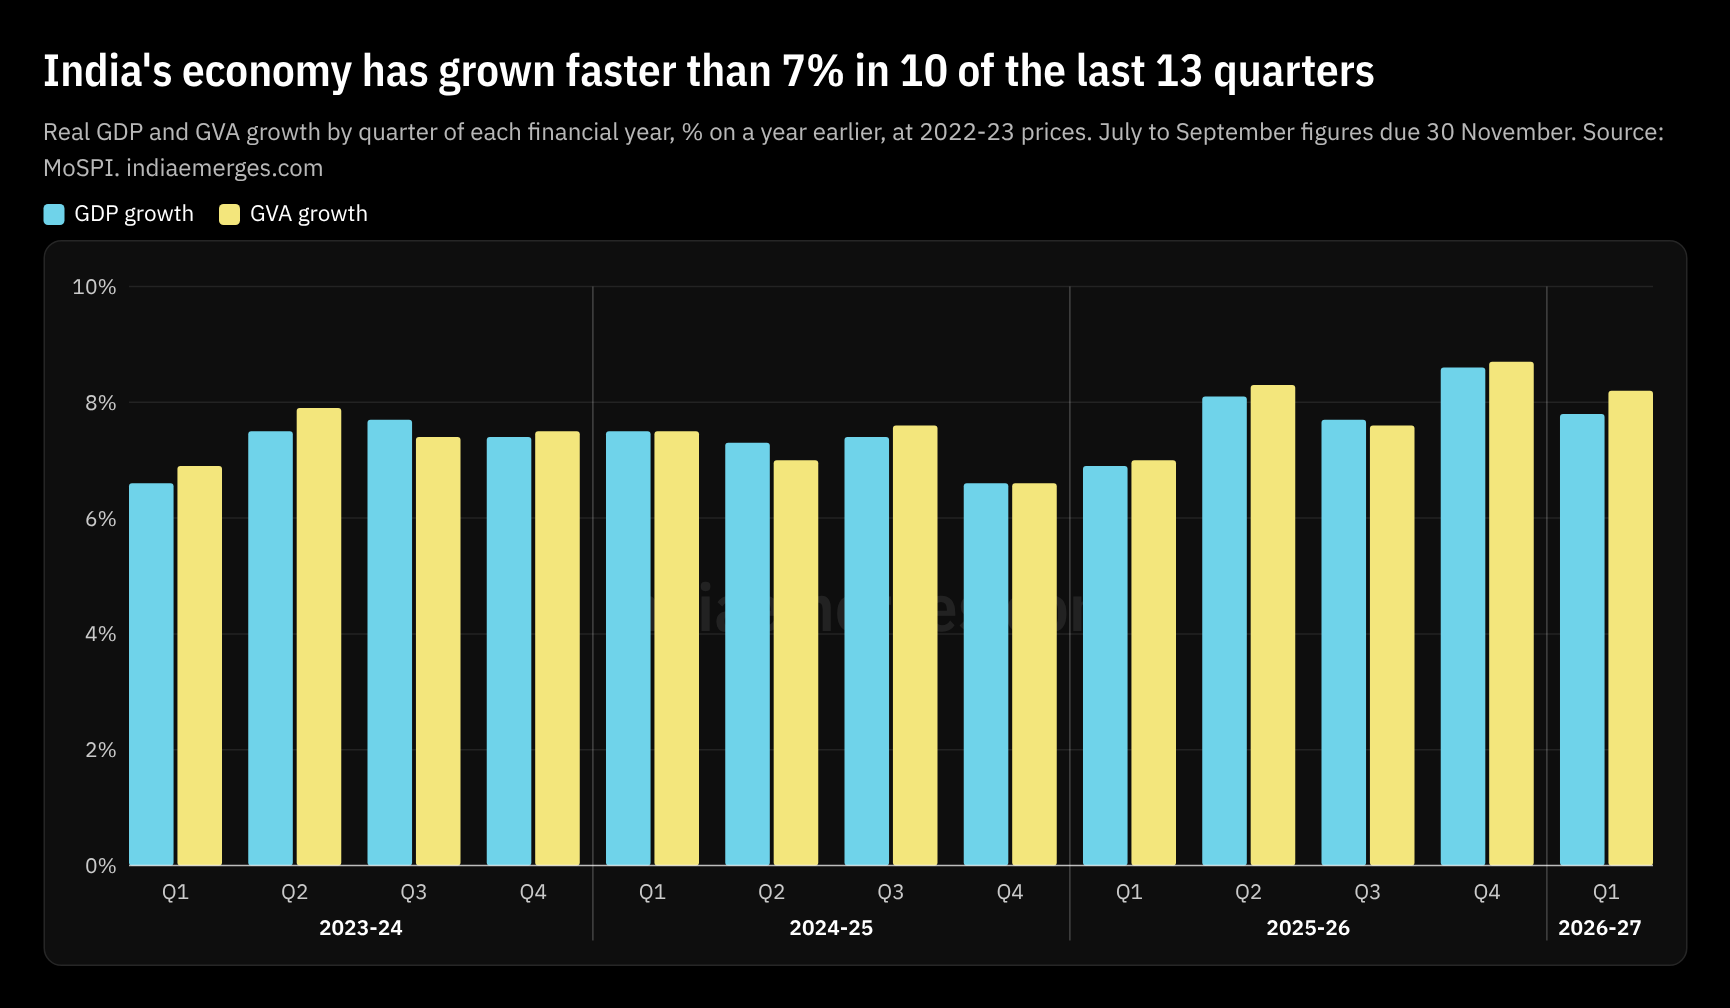 India's economy has grown faster than 7% in 10 of the last 13 quarters
Real GDP and GVA growth by quarter of each financial year, % on a year earlier, at 2022-23 prices. July to September figures due 30 November. Source:
MoSPI. indiaemerges.com
GDP growth GVA growth
10%
8%
6%
4%
2%
0%
Q1 Q2 Q3 Q4 Q1 Q2 Q3 Q4 Q1 Q2 Q3 Q4 Q1
2023-24 2024-25 2025-26 2026-27